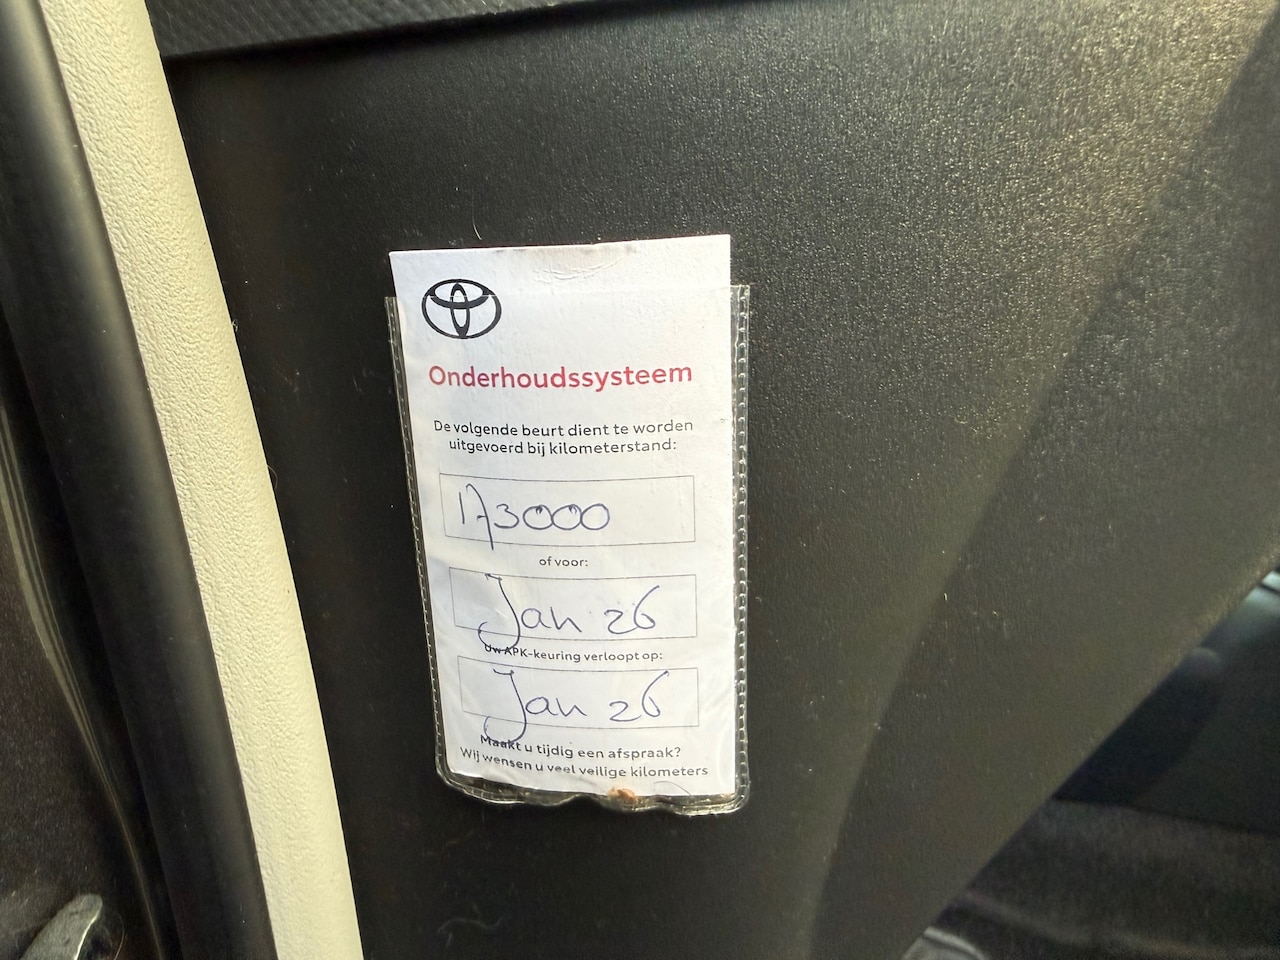 Onderhoudssysteem
De volgende beurt dient te worden
uitgevoerd bij kilometerstand:
173000
of voor:
Jan 26
Uw APK-keuring verloopt op:
Jan 26
Maakt u tijdig een afspraak?
Wij wensen u veel veilige kilometers